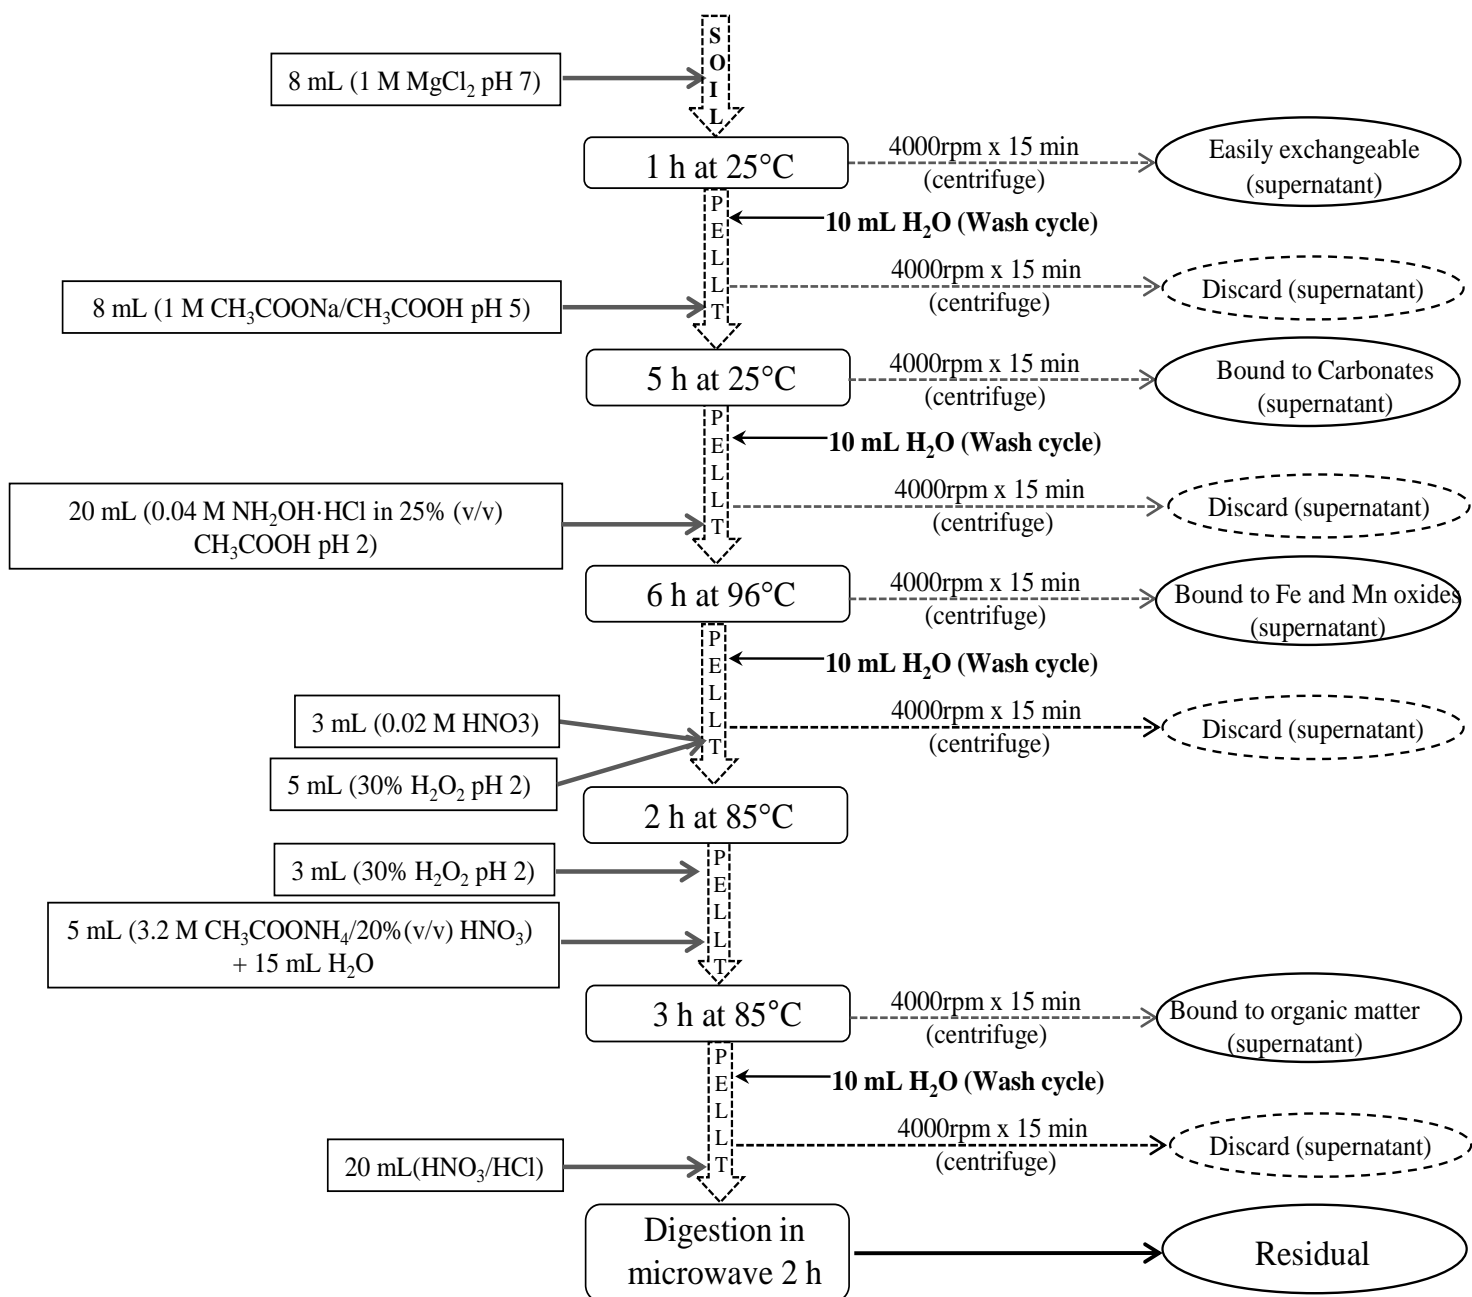 SOIL
8 mL (1 M MgCl₂ pH 7)
1 h at 25°C
4000rpm x 15 min
(centrifuge)
Easily exchangeable
(supernatant)
PELLLT
10 mL H₂O (Wash cycle)
4000rpm x 15 min
(centrifuge)
Discard (supernatant)
8 mL (1 M CH₃COONa/CH₃COOH pH 5)
5 h at 25°C
4000rpm x 15 min
(centrifuge)
Bound to Carbonates
(supernatant)
PELLLT
10 mL H₂O (Wash cycle)
4000rpm x 15 min
(centrifuge)
Discard (supernatant)
20 mL (0.04 M NH₂OH·HCl in 25% (v/v)
CH₃COOH pH 2)
6 h at 96°C
4000rpm x 15 min
(centrifuge)
Bound to Fe and Mn oxides
(supernatant)
PELLLT
10 mL H₂O (Wash cycle)
4000rpm x 15 min
(centrifuge)
Discard (supernatant)
3 mL (0.02 M HNO3)
5 mL (30% H₂O₂ pH 2)
2 h at 85°C
PELLLT
3 mL (30% H₂O₂ pH 2)
5 mL (3.2 M CH₃COONH₄/20%(v/v) HNO₃)
+ 15 mL H₂O
3 h at 85°C
4000rpm x 15 min
(centrifuge)
Bound to organic matter
(supernatant)
PELLLT
10 mL H₂O (Wash cycle)
4000rpm x 15 min
(centrifuge)
Discard (supernatant)
20 mL(HNO₃/HCl)
Digestion in
microwave 2 h
Residual